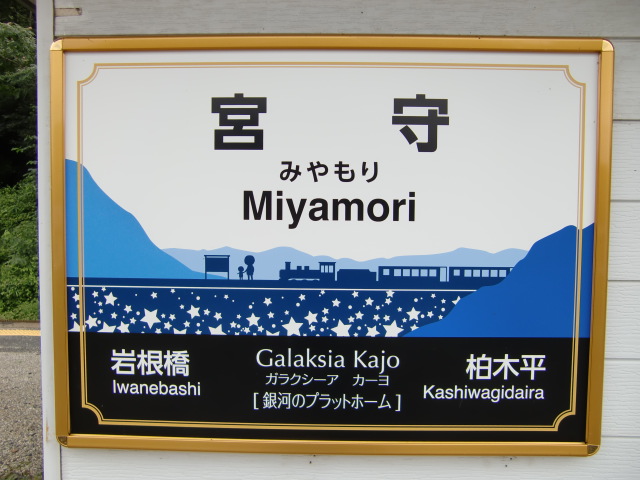 宮 守
みやもり
Miyamori
岩根橋
Iwanebashi
Galaksia Kajo
ガラクシーア カーヨ
[銀河のプラットホーム]
柏木平
Kashiwagidaira